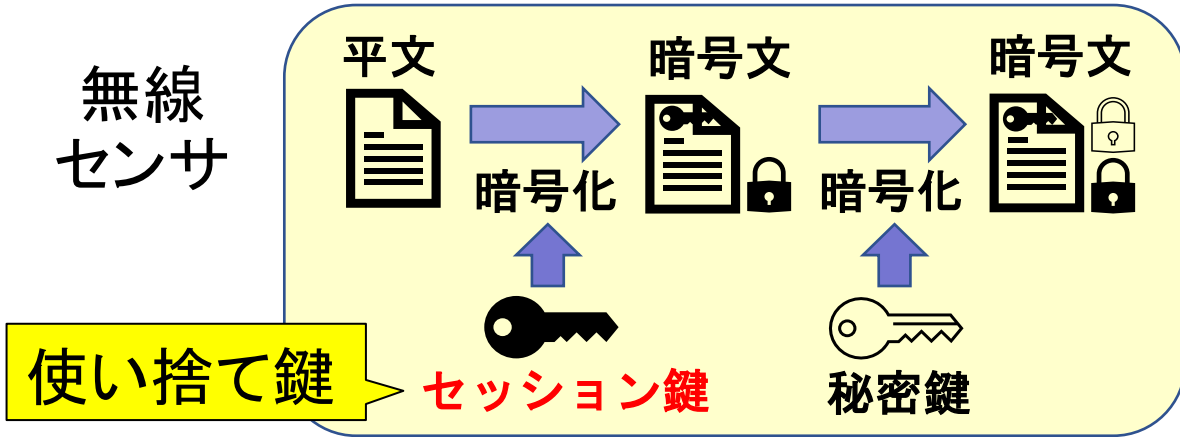 無線
センサ
平文
暗号文
暗号文
暗号化
暗号化
使い捨て鍵
セッション鍵
秘密鍵